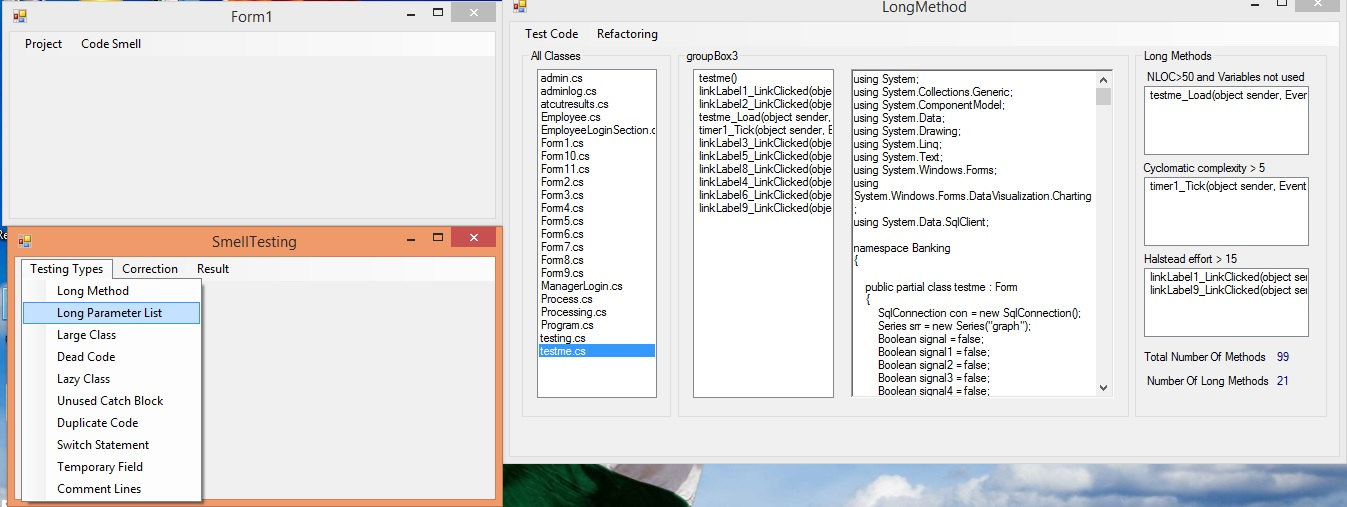 Form1
Project Code Smell
SmellTesting
Testing Types Correction Result
Long Method
Long Parameter List
Large Class
Dead Code
Lazy Class
Unused Catch Block
Duplicate Code
Switch Statement
Temporary Field
Comment Lines
LongMethod
Test Code Refactoring
All Classes
admin.cs
adminlog.cs
atcutresults.cs
Employee.cs
EmployeeLoginSection.c
Form1.cs
Form10.cs
Form11.cs
Form2.cs
Form3.cs
Form4.cs
Form5.cs
Form6.cs
Form7.cs
Form8.cs
Form9.cs
ManagerLogin.cs
Process.cs
Processing.cs
Program.cs
testing.cs
testme.cs
groupBox3
testme()
linkLabel1_LinkClicked(obje
linkLabel2_LinkClicked(obje
testme_Load(object sender,
timer1_Tick(object sender, E
linkLabel3_LinkClicked(obje
linkLabel5_LinkClicked(obje
linkLabel8_LinkClicked(obje
linkLabel4_LinkClicked(obje
linkLabel6_LinkClicked(obje
linkLabel9_LinkClicked(obje
using System;
using System.Collections.Generic;
using System.ComponentModel;
using System.Data;
using System.Drawing;
using System.Linq;
using System.Text;
using System.Windows.Forms;
using
System.Windows.Forms.DataVisualization.Charting
;
using System.Data.SqlClient;
namespace Banking
{
public partial class testme : Form
{
SqlConnection con = new SqlConnection();
Series srr = new Series("graph");
Boolean signal = false;
Boolean signal1 = false;
Boolean signal2 = false;
Boolean signal3 = false;
Boolean signal4 = false;
Long Methods
NLOC>50 and Variables not used
testme_Load(object sender, Even
Cyclomatic complexity > 5
timer1_Tick(object sender, Event
Halstead effort > 15
linkLabel1_LinkClicked(object ser
linkLabel9_LinkClicked(object ser
Total Number Of Methods 99
Number Of Long Methods 21